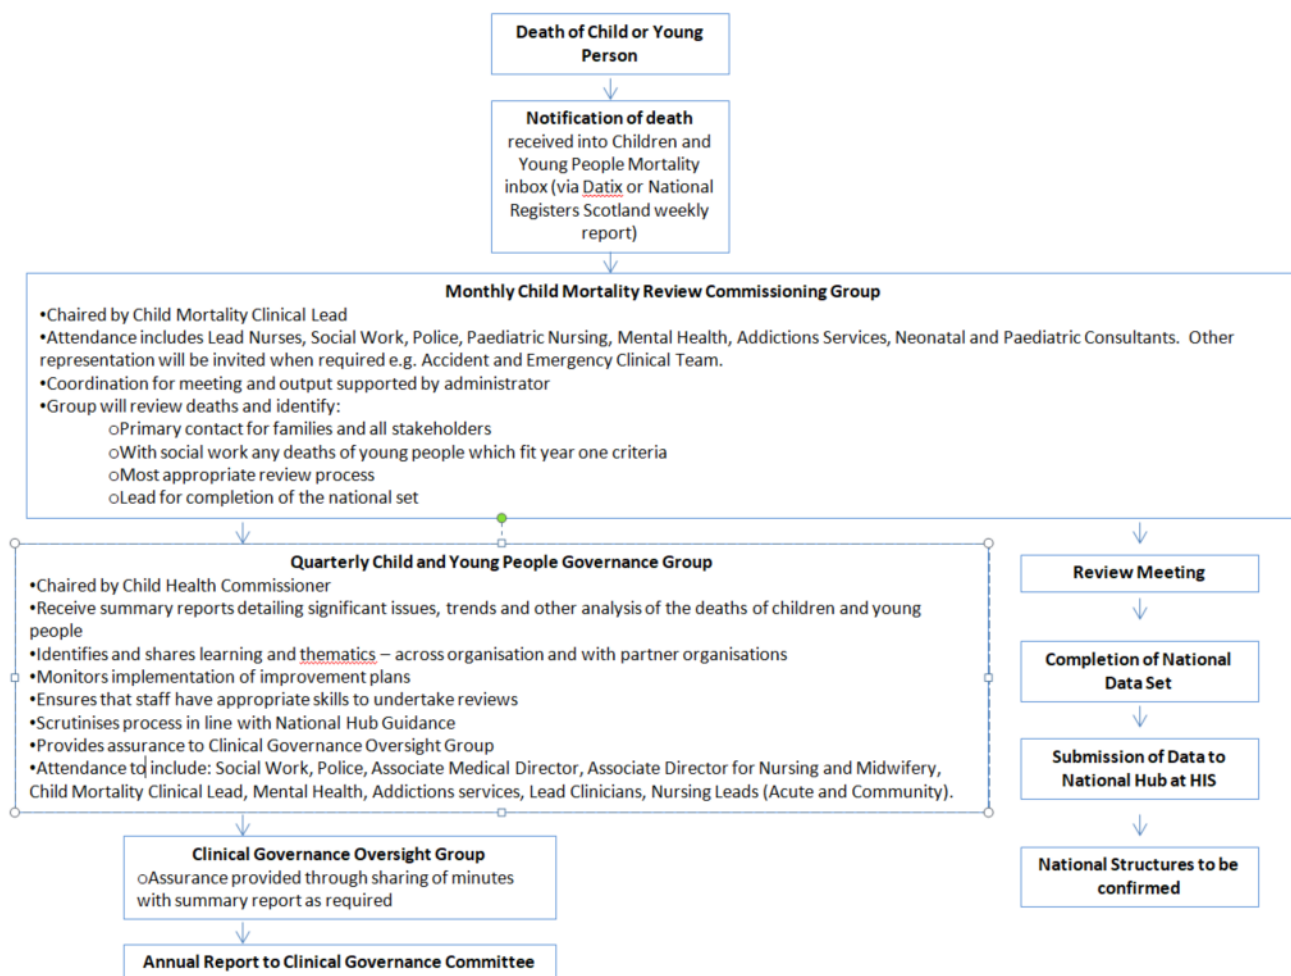 Death of Child or Young
Person
Notification of death
received into Children and
Young People Mortality
inbox (via Datix or National
Registers Scotland weekly
report)
Monthly Child Mortality Review Commissioning Group
•Chaired by Child Mortality Clinical Lead
•Attendance includes Lead Nurses, Social Work, Police, Paediatric Nursing, Mental Health, Addictions Services, Neonatal and Paediatric Consultants.  Other
representation will be invited when required e.g. Accident and Emergency Clinical Team.
•Coordination for meeting and output supported by administrator
•Group will review deaths and identify:
oPrimary contact for families and all stakeholders
oWith social work any deaths of young people which fit year one criteria
oMost appropriate review process
oLead for completion of the national set
Quarterly Child and Young People Governance Group
•Chaired by Child Health Commissioner
•Receive summary reports detailing significant issues, trends and other analysis of the deaths of children and young
people
•Identifies and shares learning and thematics – across organisation and with partner organisations
•Monitors implementation of improvement plans
•Ensures that staff have appropriate skills to undertake reviews
•Scrutinises process in line with National Hub Guidance
•Provides assurance to Clinical Governance Oversight Group
•Attendance to include: Social Work, Police, Associate Medical Director, Associate Director for Nursing and Midwifery,
Child Mortality Clinical Lead, Mental Health, Addictions services, Lead Clinicians, Nursing Leads (Acute and Community).
Clinical Governance Oversight Group
oAssurance provided through sharing of minutes
with summary report as required
Annual Report to Clinical Governance Committee
Review Meeting
Completion of National
Data Set
Submission of Data to
National Hub at HIS
National Structures to be
confirmed